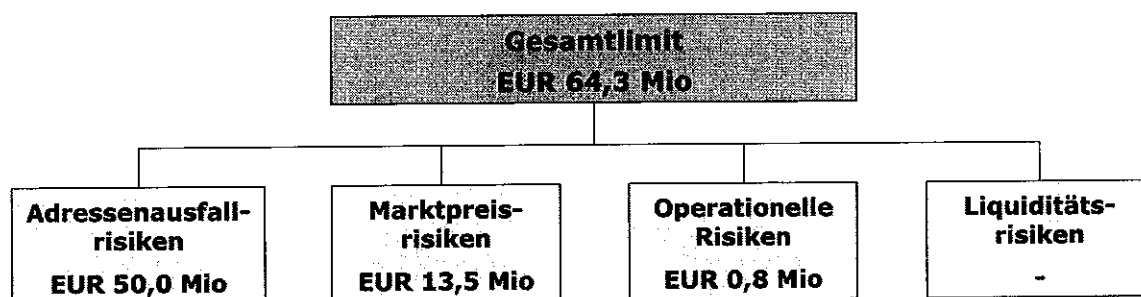 Gesamtlimit
EUR 64,3 Mio
Adressenausfall-
risiken
EUR 50,0 Mio
Marktpreis-
risiken
EUR 13,5 Mio
Operationelle
Risiken
EUR 0,8 Mio
Liquiditäts-
risiken
-